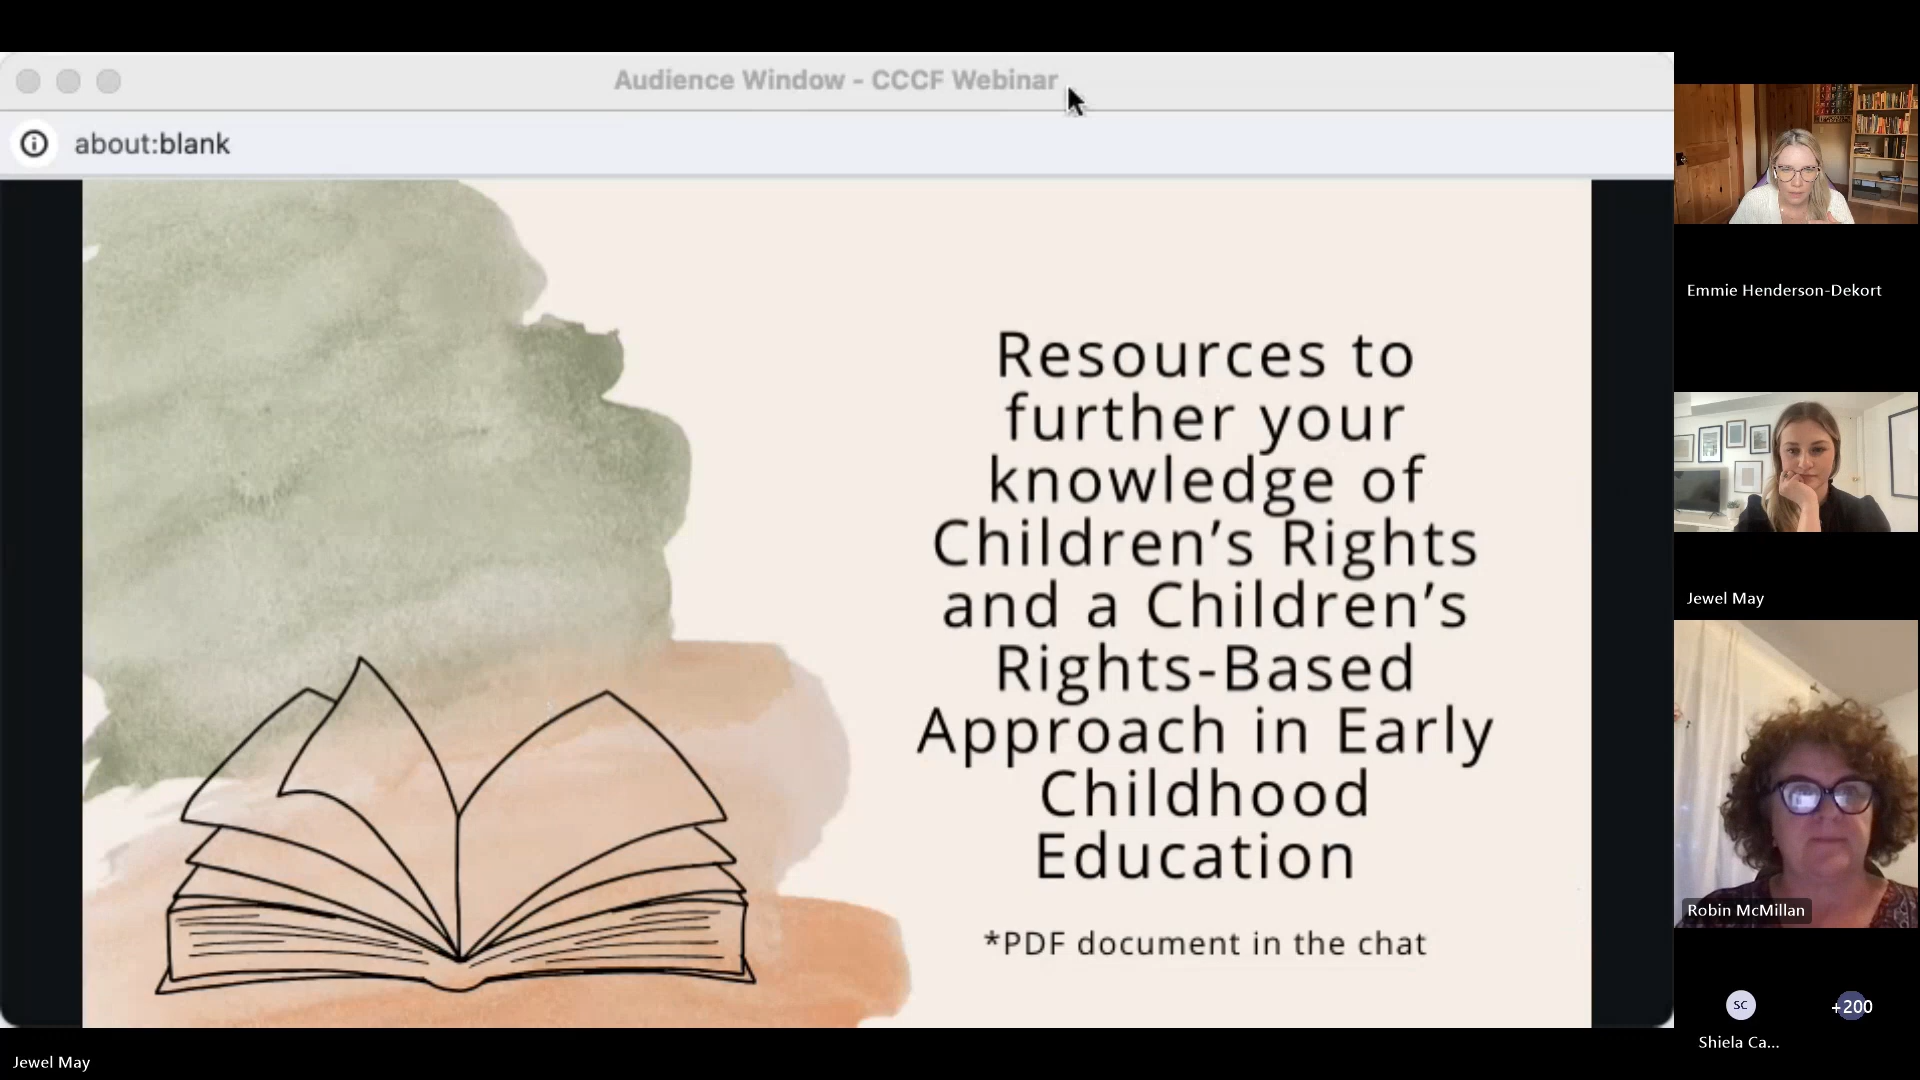 Audience Window - CCCF Webinar
about:blank
Resources to
further your
knowledge of
Children's Rights
and a Children's
Rights-Based
Approach in Early
Childhood
Education
*PDF document in the chat
Emmie Henderson-Dekort
Jewel May
Robin McMillan
SC
+200
Shiela Ca...
Jewel May